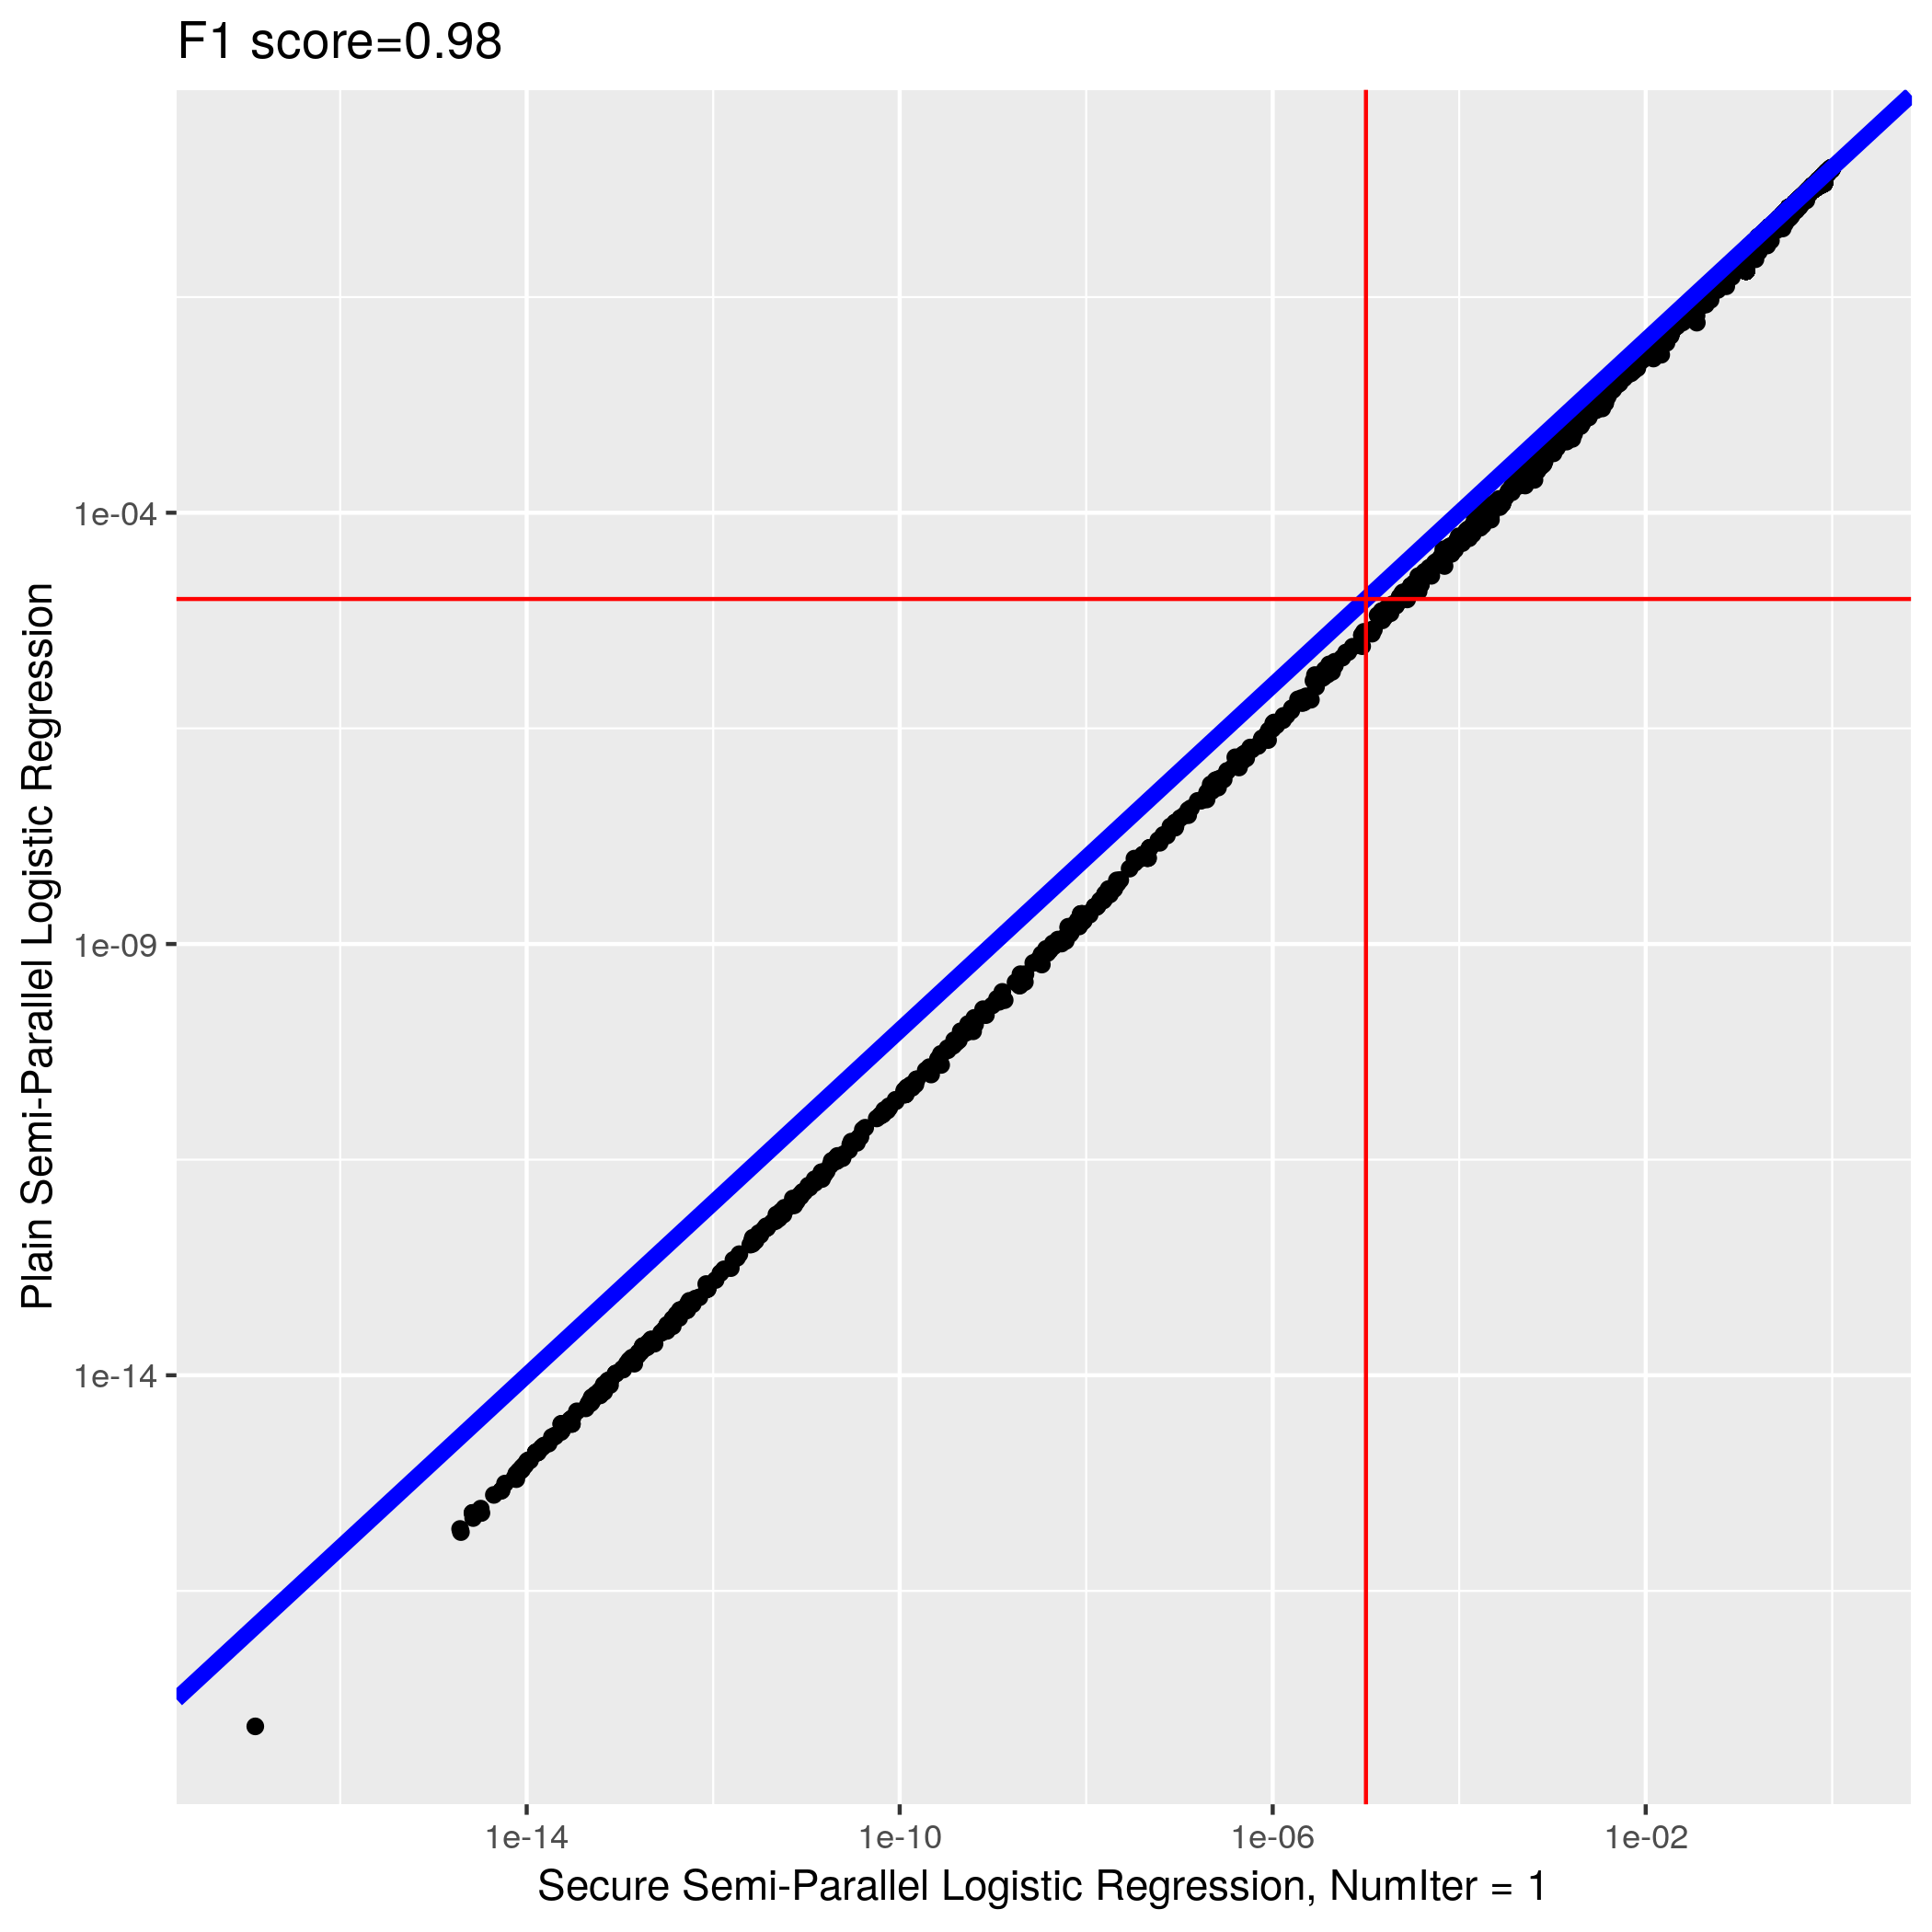 F1 score=0.98
Plain Semi-Parallel Logistic Regression
1e-04
1e-09
1e-14
1e-14
1e-10
1e-06
1e-02
Secure Semi-Parallel Logistic Regression, NumIter = 1